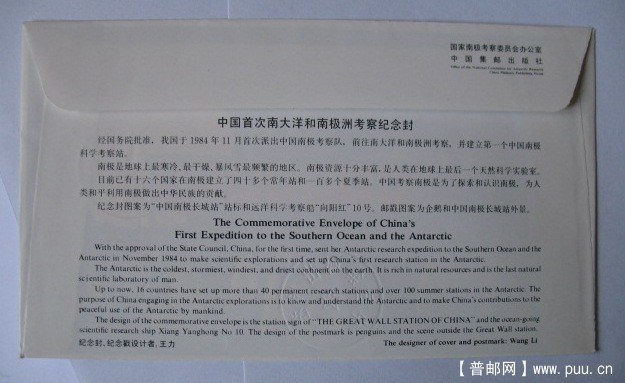 国家南极考察委员会办公室
中国集邮出版社
Office of the National Committee for Antarctic Research
China Philatelic Publishing House
中国首次南大洋和南极洲考察纪念封
经国务院批准，我国于1984年11月首次派出中国南极考察队，前往南大洋和南极洲考察，并建立第一个中国南极
科学考察站。
南极是地球上最寒冷、最干燥、暴风雪最频繁的地区。南极资源十分丰富，是人类在地球上最后一个天然科学实验室。
目前已有十六个国家在南极建立了四十多个常年站和一百多个夏季站。中国考察南极是为了探索和认识南极，为人
类和平利用南极做出中华民族的贡献。
纪念封图案为“中国南极长城站”站标和远洋科学考察船“向阳红”10号。邮戳图案为企鹅和中国南极长城站外景。
The Commemorative Envelope of China's
First Expedition to the Southern Ocean and the Antarctic
With the approval of the State Council, China, for the first time, sent her Antarctic research expedition to the Southern Ocean and the
Antarctic in November 1984 to make scientific explorations and set up China's first research station in the Antarctic.
The Antarctic is the coldest, stormiest, windiest, and driest continent on the earth. It is rich in natural resources and is the last natural
scientific laboratory of man.
Up to now, 16 countries have set up more than 40 permanent research stations and over 100 summer stations in the Antarctic. The
purpose of China engaging in the Antarctic explorations is to know and understand the Antarctic and to make China's contributions to the
peaceful use of the Antarctic by mankind.
The design of the commemorative envelope is the station sign of "THE GREAT WALL STATION OF CHINA" and the ocean-going
scientific research ship Xiang Yanghong No 10. The design of the postmark is penguins and the scene outside the Great Wall station.
纪念封、纪念戳设计者，王力
The designer of cover and postmark: Wang Li
【普邮网】www.puu.cn